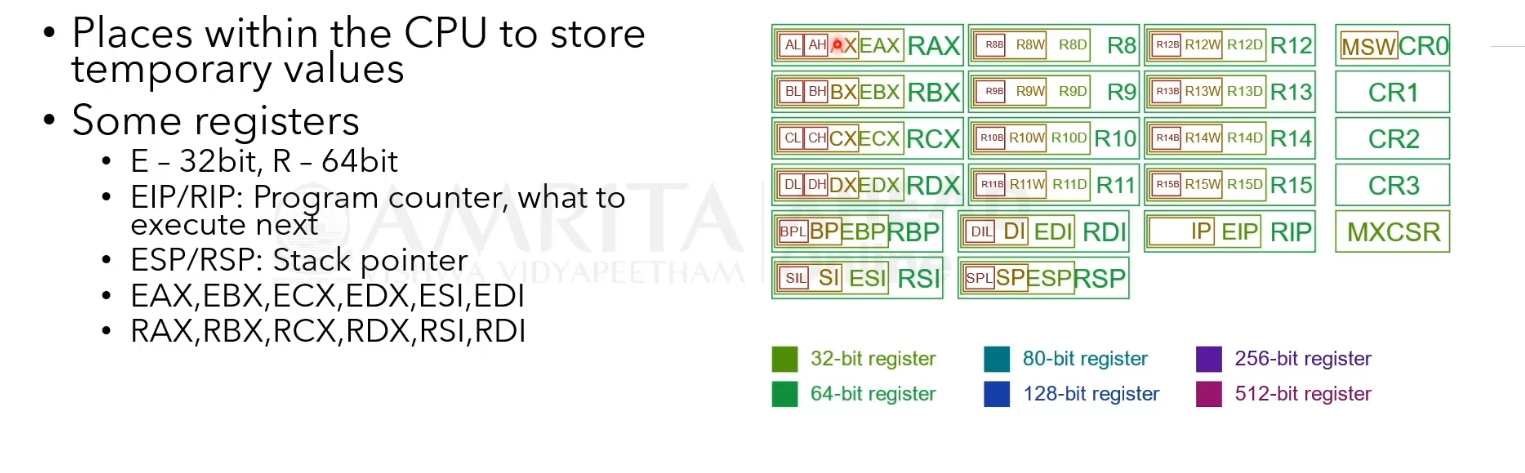 • Places within the CPU to store
temporary values
• Some registers
• E – 32bit, R – 64bit
• EIP/RIP: Program counter, what to
execute next
• ESP/RSP: Stack pointer
• EAX,EBX,ECX,EDX,ESI,EDI
• RAX,RBX,RCX,RDX,RSI,RDI
AMRITA
VISHWA VIDYAPEETHAM
AHEAD
Online
AL AH AX EAX RAX R8B R8W R8D R8 R12B R12W R12D R12 MSW CR0
BL BH BX EBX RBX R9B R9W R9D R9 R13B R13W R13D R13 CR1
CL CH CX ECX RCX R10B R10W R10D R10 R14B R14W R14D R14 CR2
DL DH DX EDX RDX R11B R11W R11D R11 R15B R15W R15D R15 CR3
BPL BP EBP RBP DIL DI EDI RDI IP EIP RIP MXCSR
SIL SI ESI RSI SPL SP ESP RSP
32-bit register 80-bit register 256-bit register
64-bit register 128-bit register 512-bit register